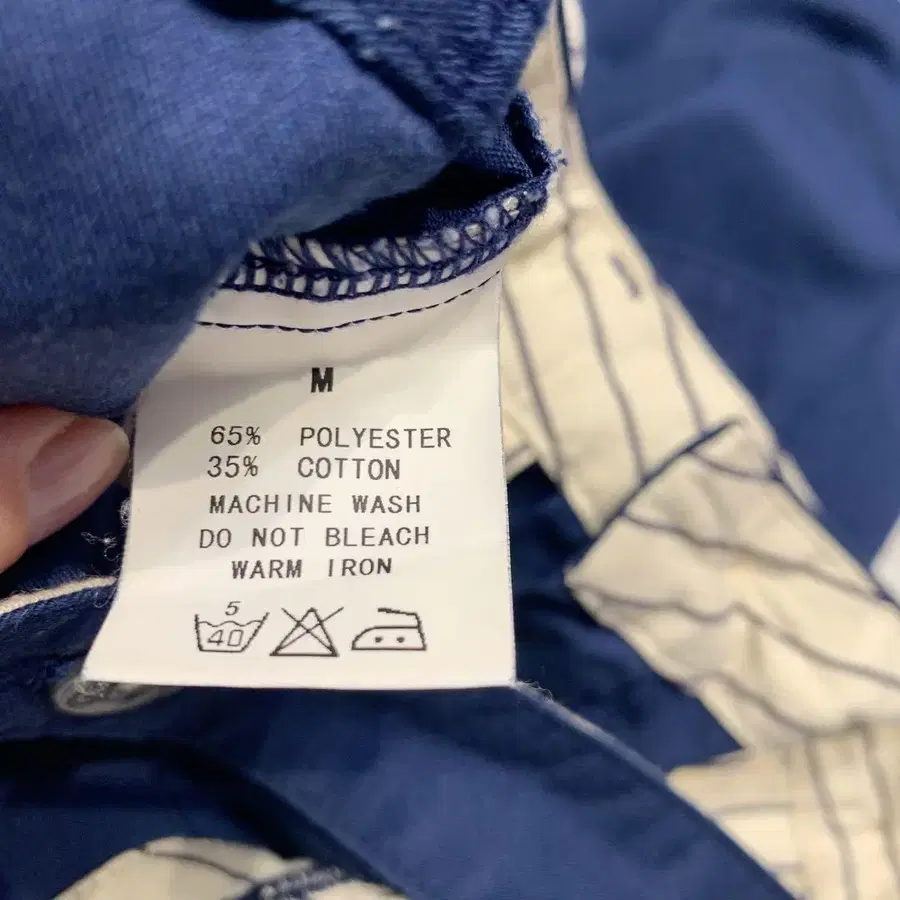 M
65% POLYESTER
35% COTTON
MACHINE WASH
DO NOT BLEACH
WARM IRON
5
40